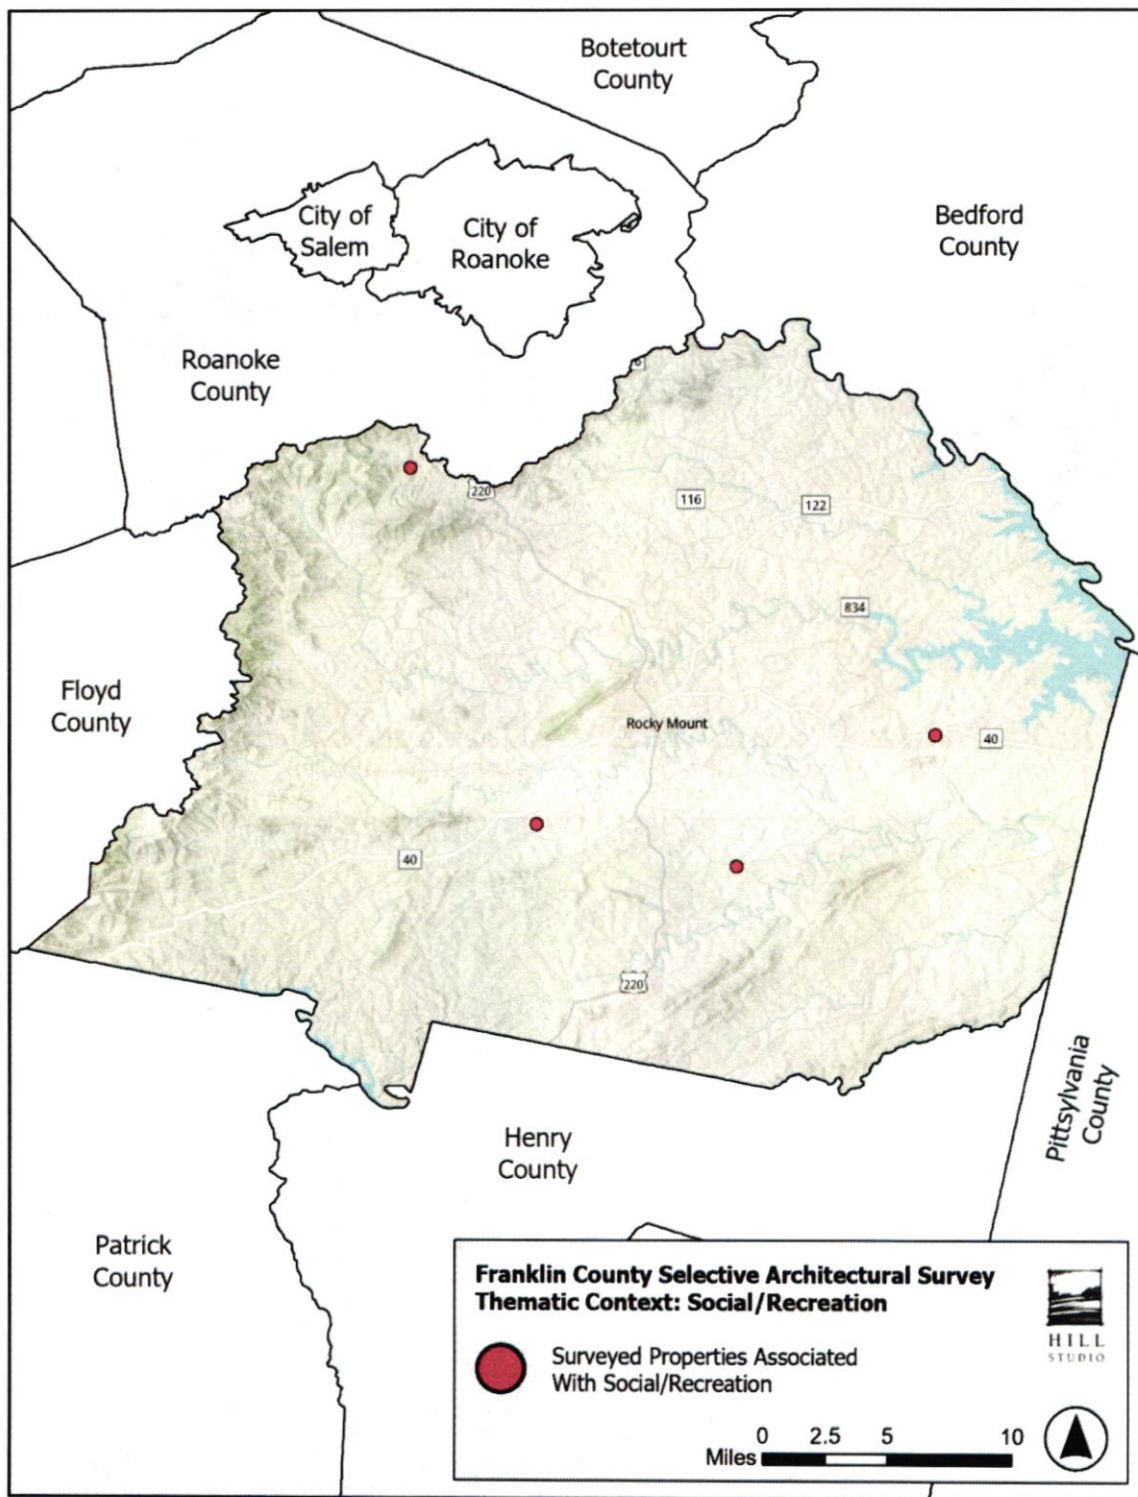 Botetourt
County
City of
Salem
City of
Roanoke
Bedford
County
Roanoke
County
220
116
122
834
Floyd
County
Rocky Mount
40
40
220
Pittsylvania
County
Henry
County
Patrick
County
Franklin County Selective Architectural Survey
Thematic Context: Social/Recreation
HILL
STUDIO
Surveyed Properties Associated
With Social/Recreation
0 2.5 5 10
Miles